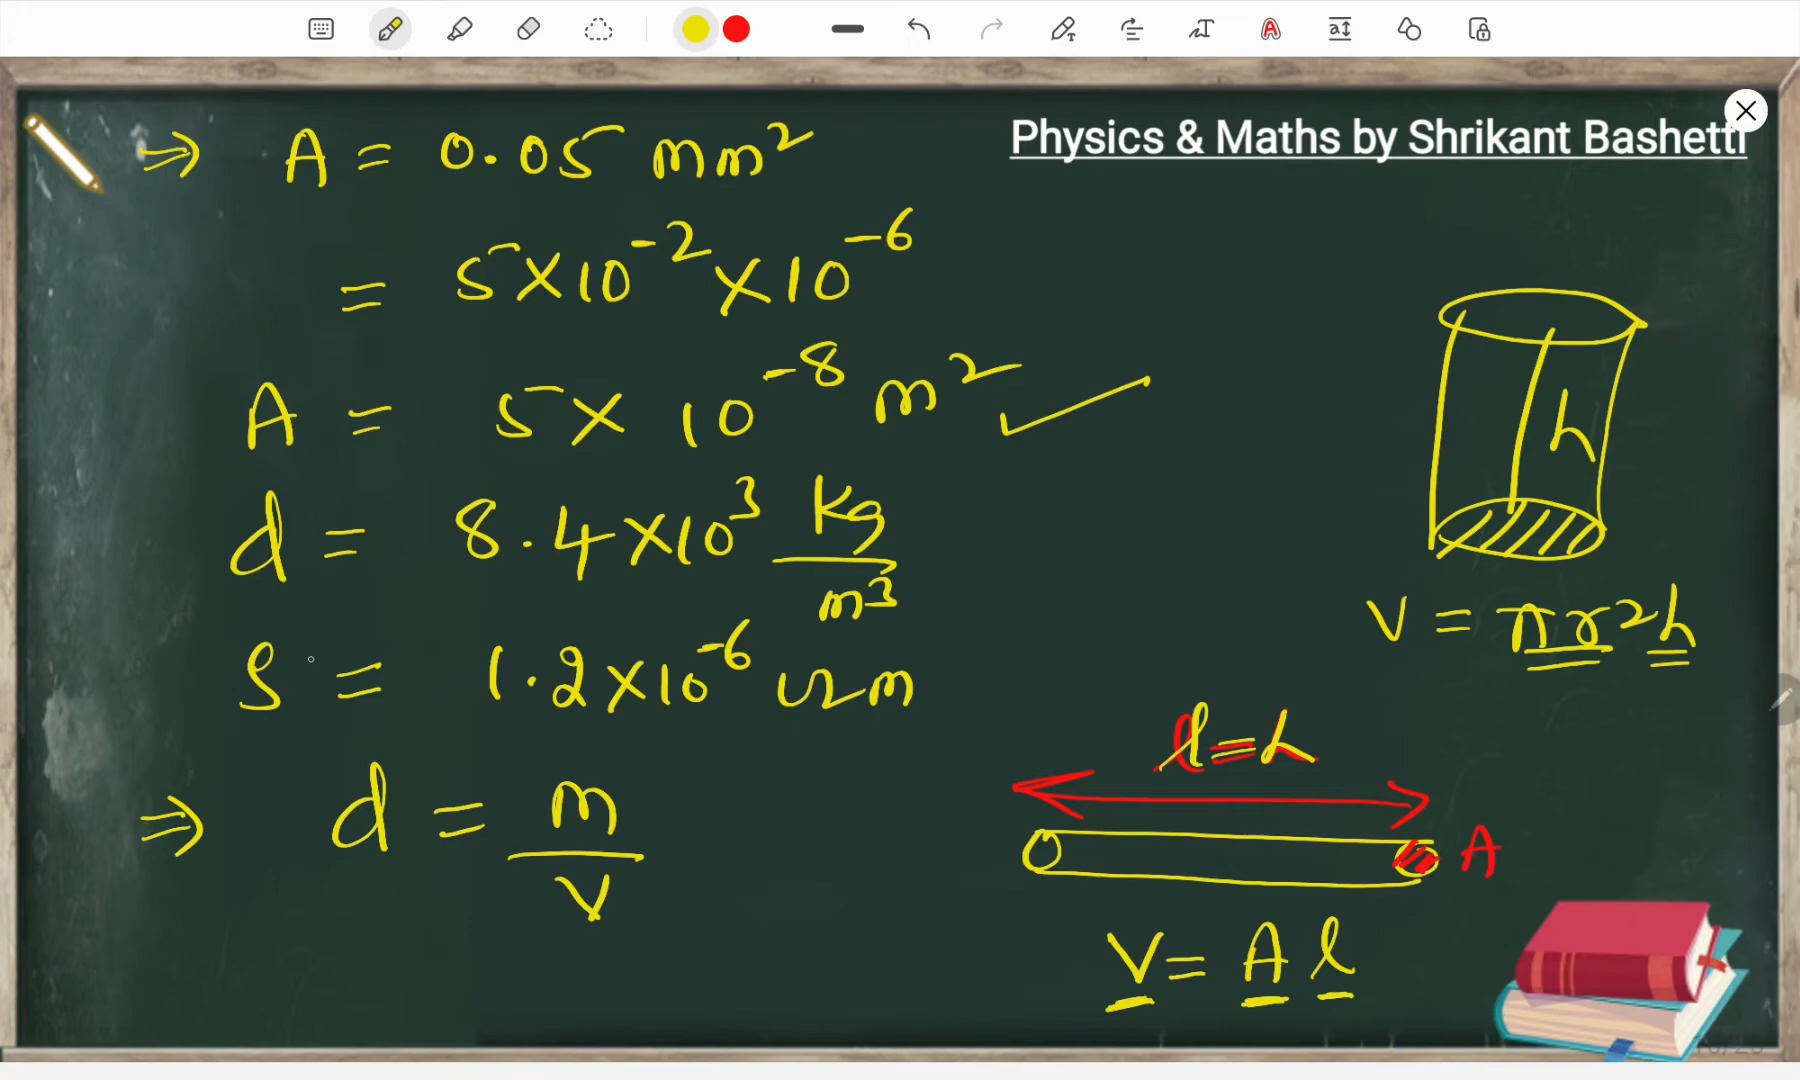 Physics & Maths by Shrikant Bashetti
⇒ A = 0.05 mm²
= 5×10⁻² × 10⁻⁶
A = 5 × 10⁻⁸ m²
d = 8.4×10³ kg/m³
ρ = 1.2×10⁻⁶ Ωm
⇒ d = m/V
h
V = πr²h
l = L
A
V = A l